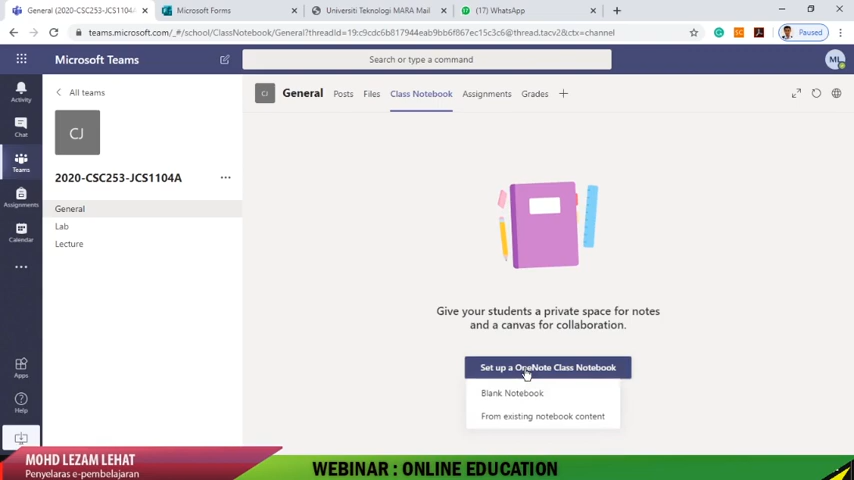 General (2020-CSC253-JCS1104A
Microsoft Forms
Universiti Teknologi MARA Mail
(17) WhatsApp
teams.microsoft.com/_#/school/ClassNotebook/General?threadId=19:c9cdc6b817944eab9bb6f867ec15c3c6@thread.tacv2&ctx=channel
Paused
Microsoft Teams
Search or type a command
ML
Activity
Chat
Teams
Assignments
Calendar
Apps
Help
All teams
CJ
2020-CSC253-JCS1104A
General
Lab
Lecture
CJ
General
Posts
Files
Class Notebook
Assignments
Grades
Give your students a private space for notes
and a canvas for collaboration.
Set up a OneNote Class Notebook
Blank Notebook
From existing notebook content
MOHD LEZAM LEHAT
Penyelaras e-pembelajaran
WEBINAR : ONLINE EDUCATION